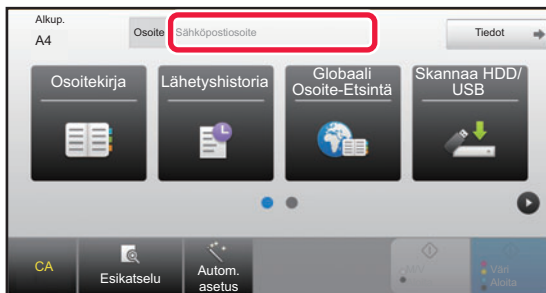 Alkup.
A4
Osoite
Sähköpostiosoite
Tiedot
Osoitekirja
Lähetyshistoria
Globaali
Osoite-Etsintä
Skannaa HDD/
USB
CA
Esikatselu
Autom.
asetus
M/V
Aloita
Väri
Aloita